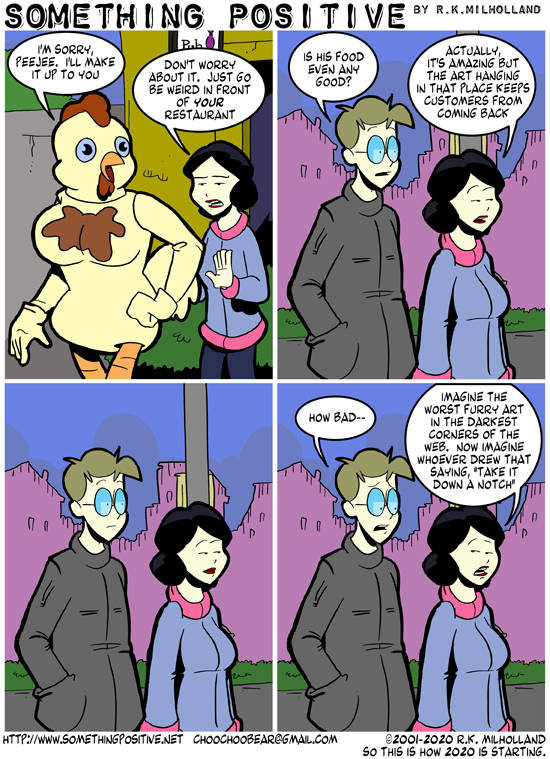 SOMETHING POSITIVE BY R.K.MILHOLLAND
I'M SORRY,
PEEJEE. I'LL MAKE
IT UP TO YOU
Pub
DON'T WORRY
ABOUT IT. JUST GO
BE WEIRD IN FRONT
OF YOUR
RESTAURANT
IS HIS FOOD
EVEN ANY
GOOD?
ACTUALLY,
IT'S AMAZING BUT
THE ART HANGING
IN THAT PLACE KEEPS
CUSTOMERS FROM
COMING BACK
HOW BAD--
IMAGINE THE
WORST FURRY ART
IN THE DARKEST
CORNERS OF THE
WEB. NOW IMAGINE
WHOEVER DREW THAT
SAYING, "TAKE IT
DOWN A NOTCH"
HTTP://WWW.SOMETHINGPOSITIVE.NET CHOOCHOOBEAR@GMAIL.COM
©2001-2020 R.K. MILHOLLAND
SO THIS IS HOW 2020 IS STARTING.